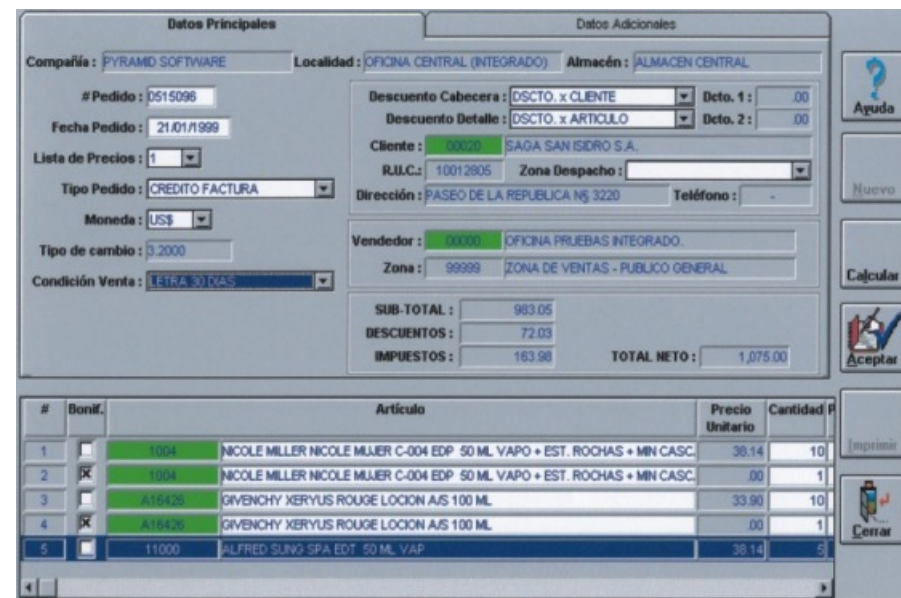 Datos Principales Datos Adicionales
Compañía : PYRAMID SOFTWARE Localidad : OFICINA CENTRAL (INTEGRADO) Almacén : ALMACEN CENTRAL
# Pedido : 0515096 Descuento Cabecera : DSCTO. x CLIENTE Dcto. 1 : .00
Ayuda
Fecha Pedido : 21/01/1999 Descuento Detalle : DSCTO. x ARTICULO Dcto. 2 : .00
Lista de Precios : 1 Cliente : 00020 SAGA SAN ISIDRO S.A.
R.U.C.: 10012805 Zona Despacho :
Tipo Pedido : CREDITO FACTURA Dirección : PASEO DE LA REPUBLICA N§ 3220 Teléfono : -
Nuevo
Moneda : US$
Tipo de cambio : 3.2000 Vendedor : 00000 OFICINA PRUEBAS INTEGRADO.
Condición Venta : LETRA 30 DIAS Zona : 99999 ZONA DE VENTAS - PUBLICO GENERAL
Calcular
SUB-TOTAL : 983.05
DESCUENTOS : 72.03
IMPUESTOS : 163.98 TOTAL NETO : 1,075.00
Aceptar
# Bonif. Artículo Precio Unitario Cantidad P
Imprimir
1 1004 NICOLE MILLER NICOLE MUJER C-004 EDP 50 ML VAPO + EST. ROCHAS + MIN CASC. 38.14 10
2 1004 NICOLE MILLER NICOLE MUJER C-004 EDP 50 ML VAPO + EST. ROCHAS + MIN CASC. .00 1
3 A16426 GIVENCHY XERYUS ROUGE LOCION A/S 100 ML 33.90 10
4 A16426 GIVENCHY XERYUS ROUGE LOCION A/S 100 ML .00 1
Cerrar
5 11000 ALFRED SUNG SPA EDT 50 ML VAP 38.14 5